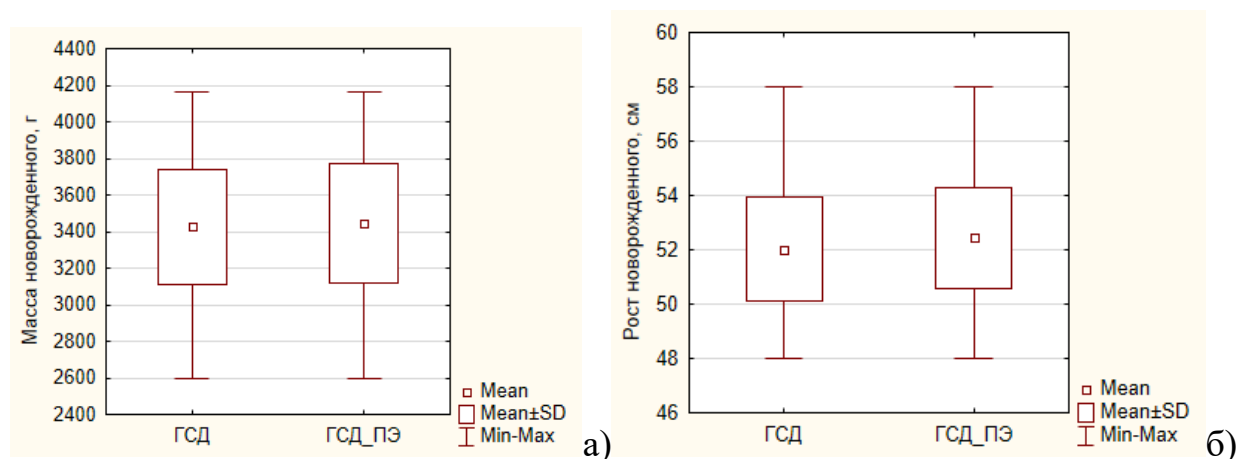 Масса новорожденного, г
4400
4200
4000
3800
3600
3400
3200
3000
2800
2600
2400
ГСД
ГСД_ПЭ
Mean
Mean±SD
Min-Max
а)
Рост новорожденного, см
60
58
56
54
52
50
48
46
ГСД
ГСД_ПЭ
Mean
Mean±SD
Min-Max
б)